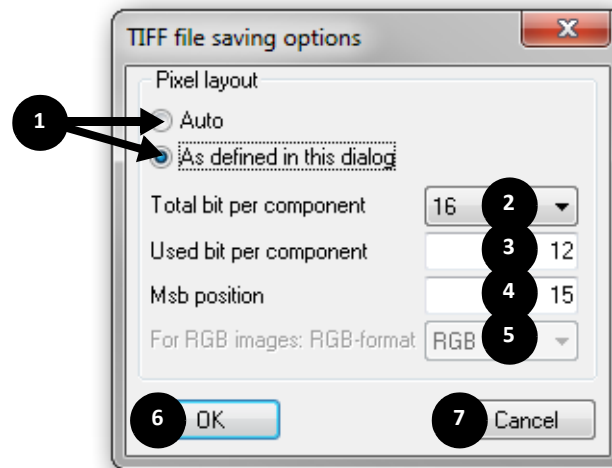 TIFF file saving options
x
Pixel layout
1
Auto
As defined in this dialog
Total bit per component 16 2
Used bit per component 3 12
Msb position 4 15
For RGB images: RGB-format RGB 5
6 OK 7 Cancel